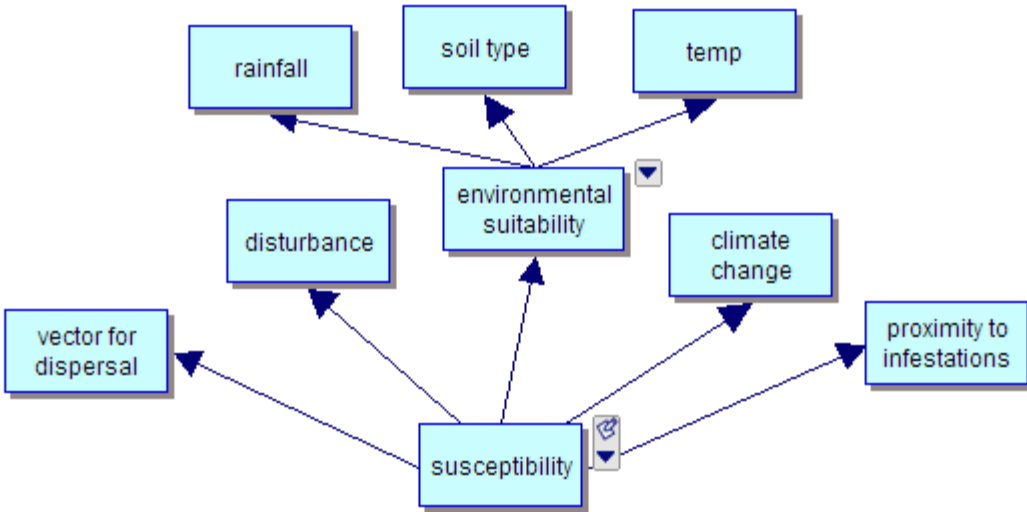 rainfall
soil type
temp
environmental
suitability
disturbance
climate
change
vector for
dispersal
proximity to
infestations
susceptibility